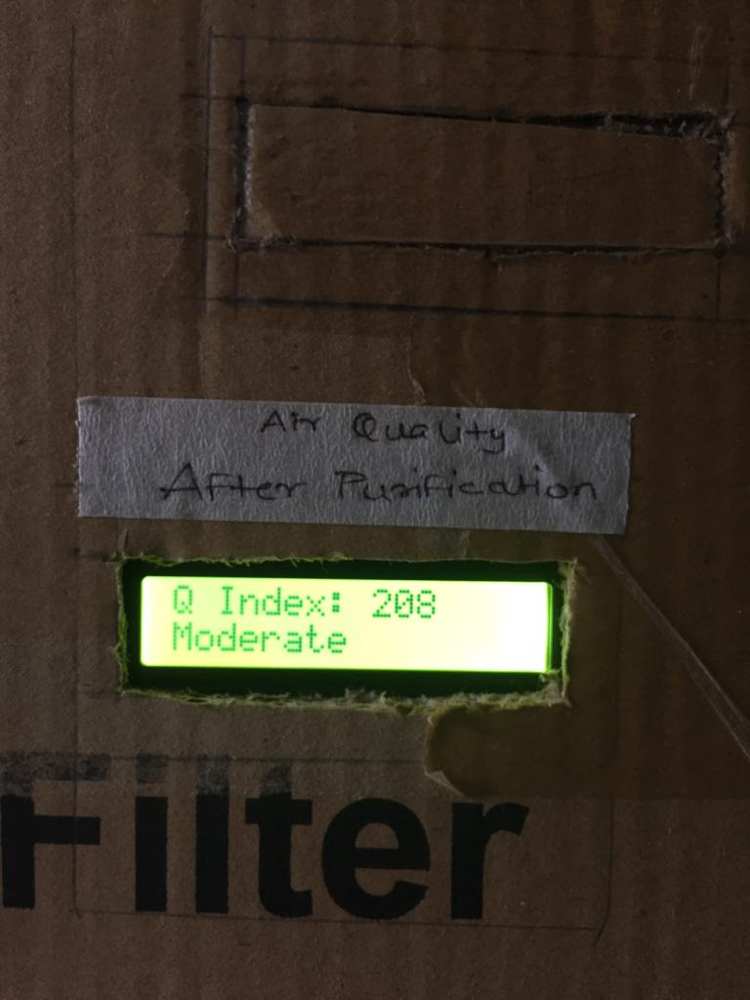 Air Quality
After Purification
Q Index: 208
Moderate
Filter